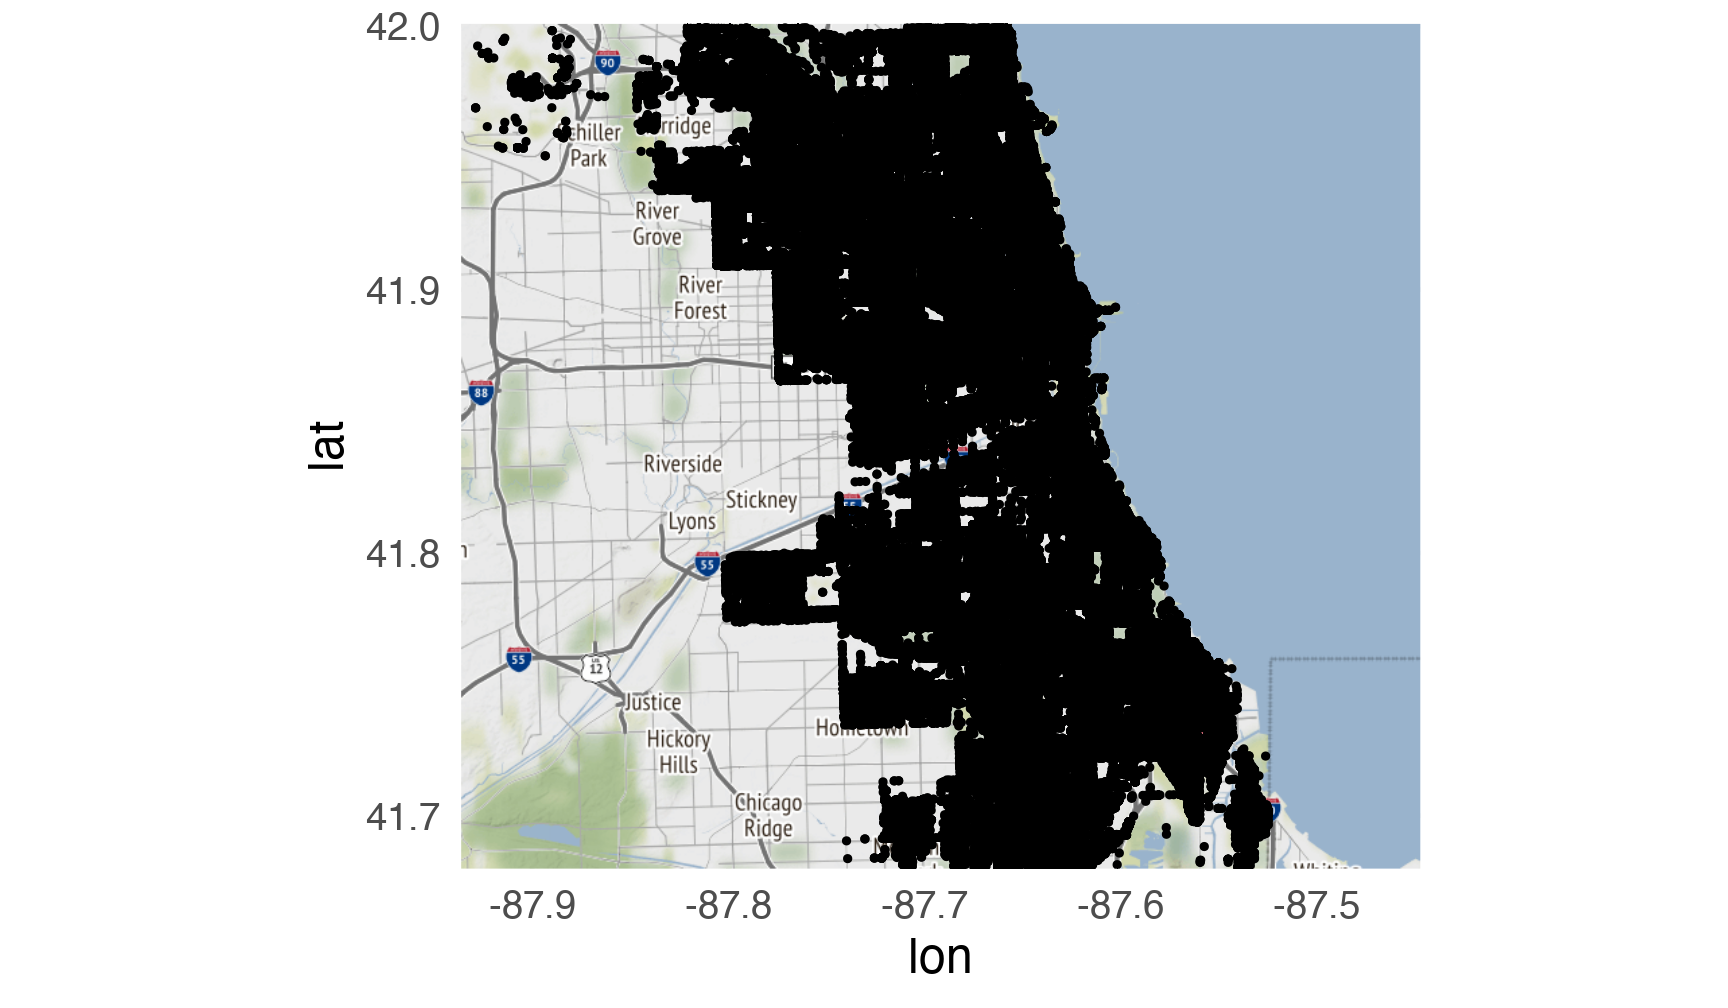 42.0
41.9
41.8
41.7
lat
90
Park
River
Grove
River
Forest
88
Riverside
Stickney
Lyons
55
55
US
12
Justice
Hickory
Hills
Hometown
Chicago
Ridge
-87.9
-87.8
-87.7
-87.6
-87.5
lon